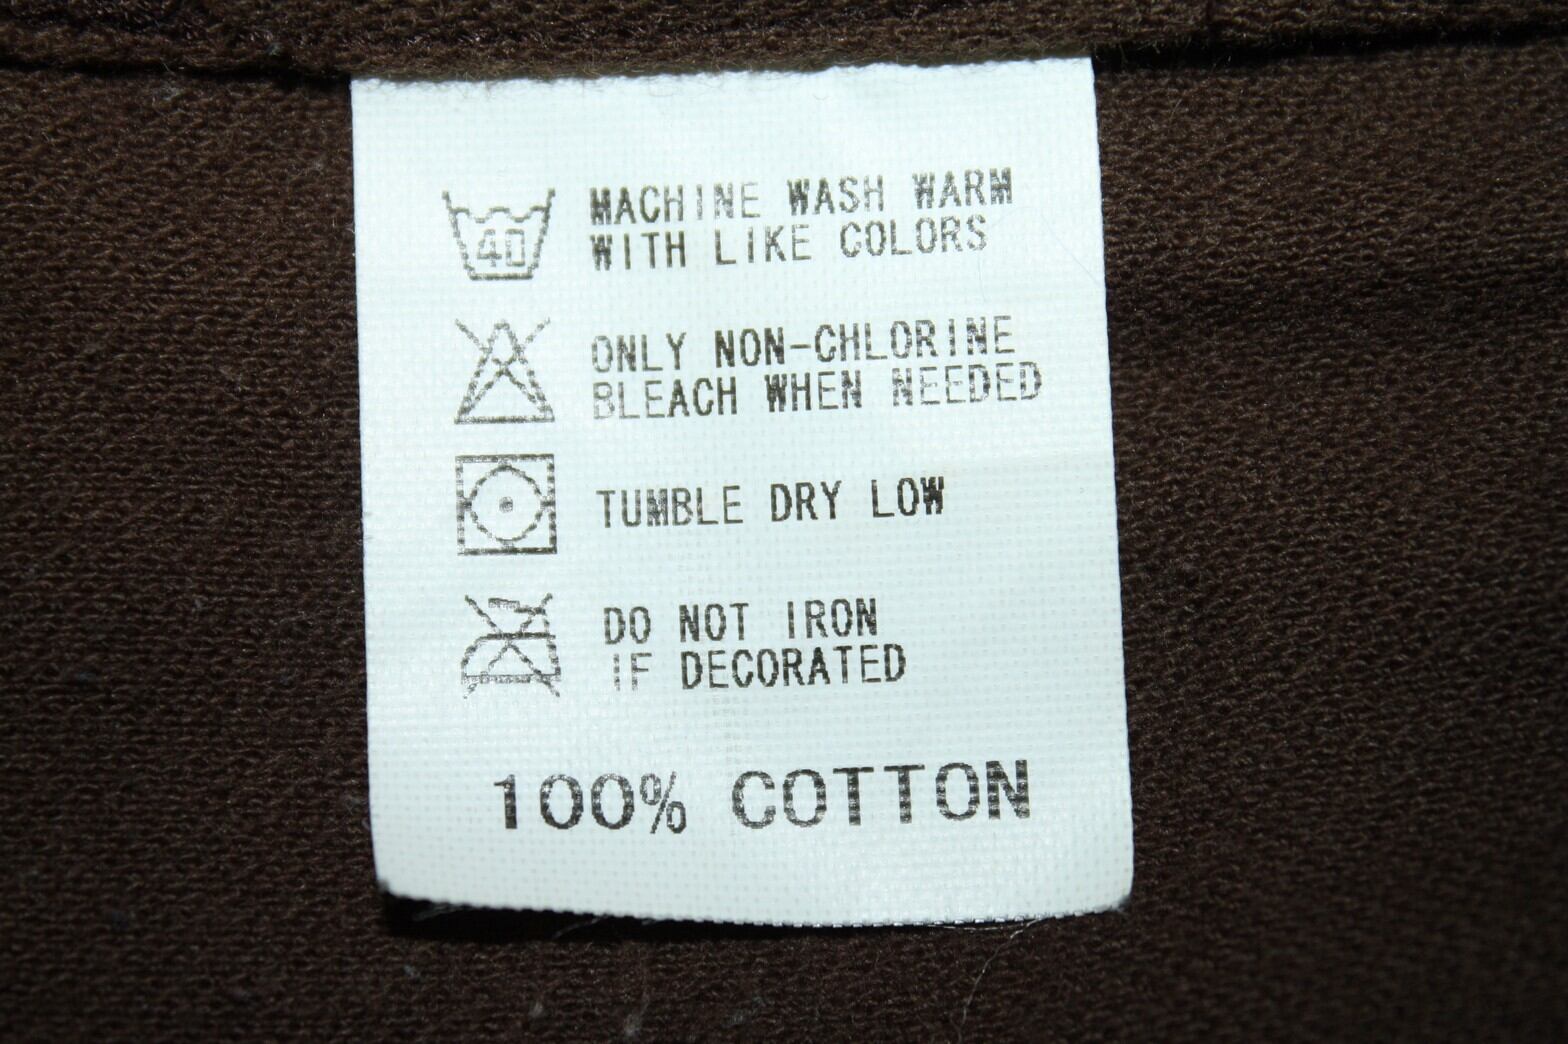 40
MACHINE WASH WARM
WITH LIKE COLORS
ONLY NON-CHLORINE
BLEACH WHEN NEEDED
TUMBLE DRY LOW
DO NOT IRON
IF DECORATED
100% COTTON